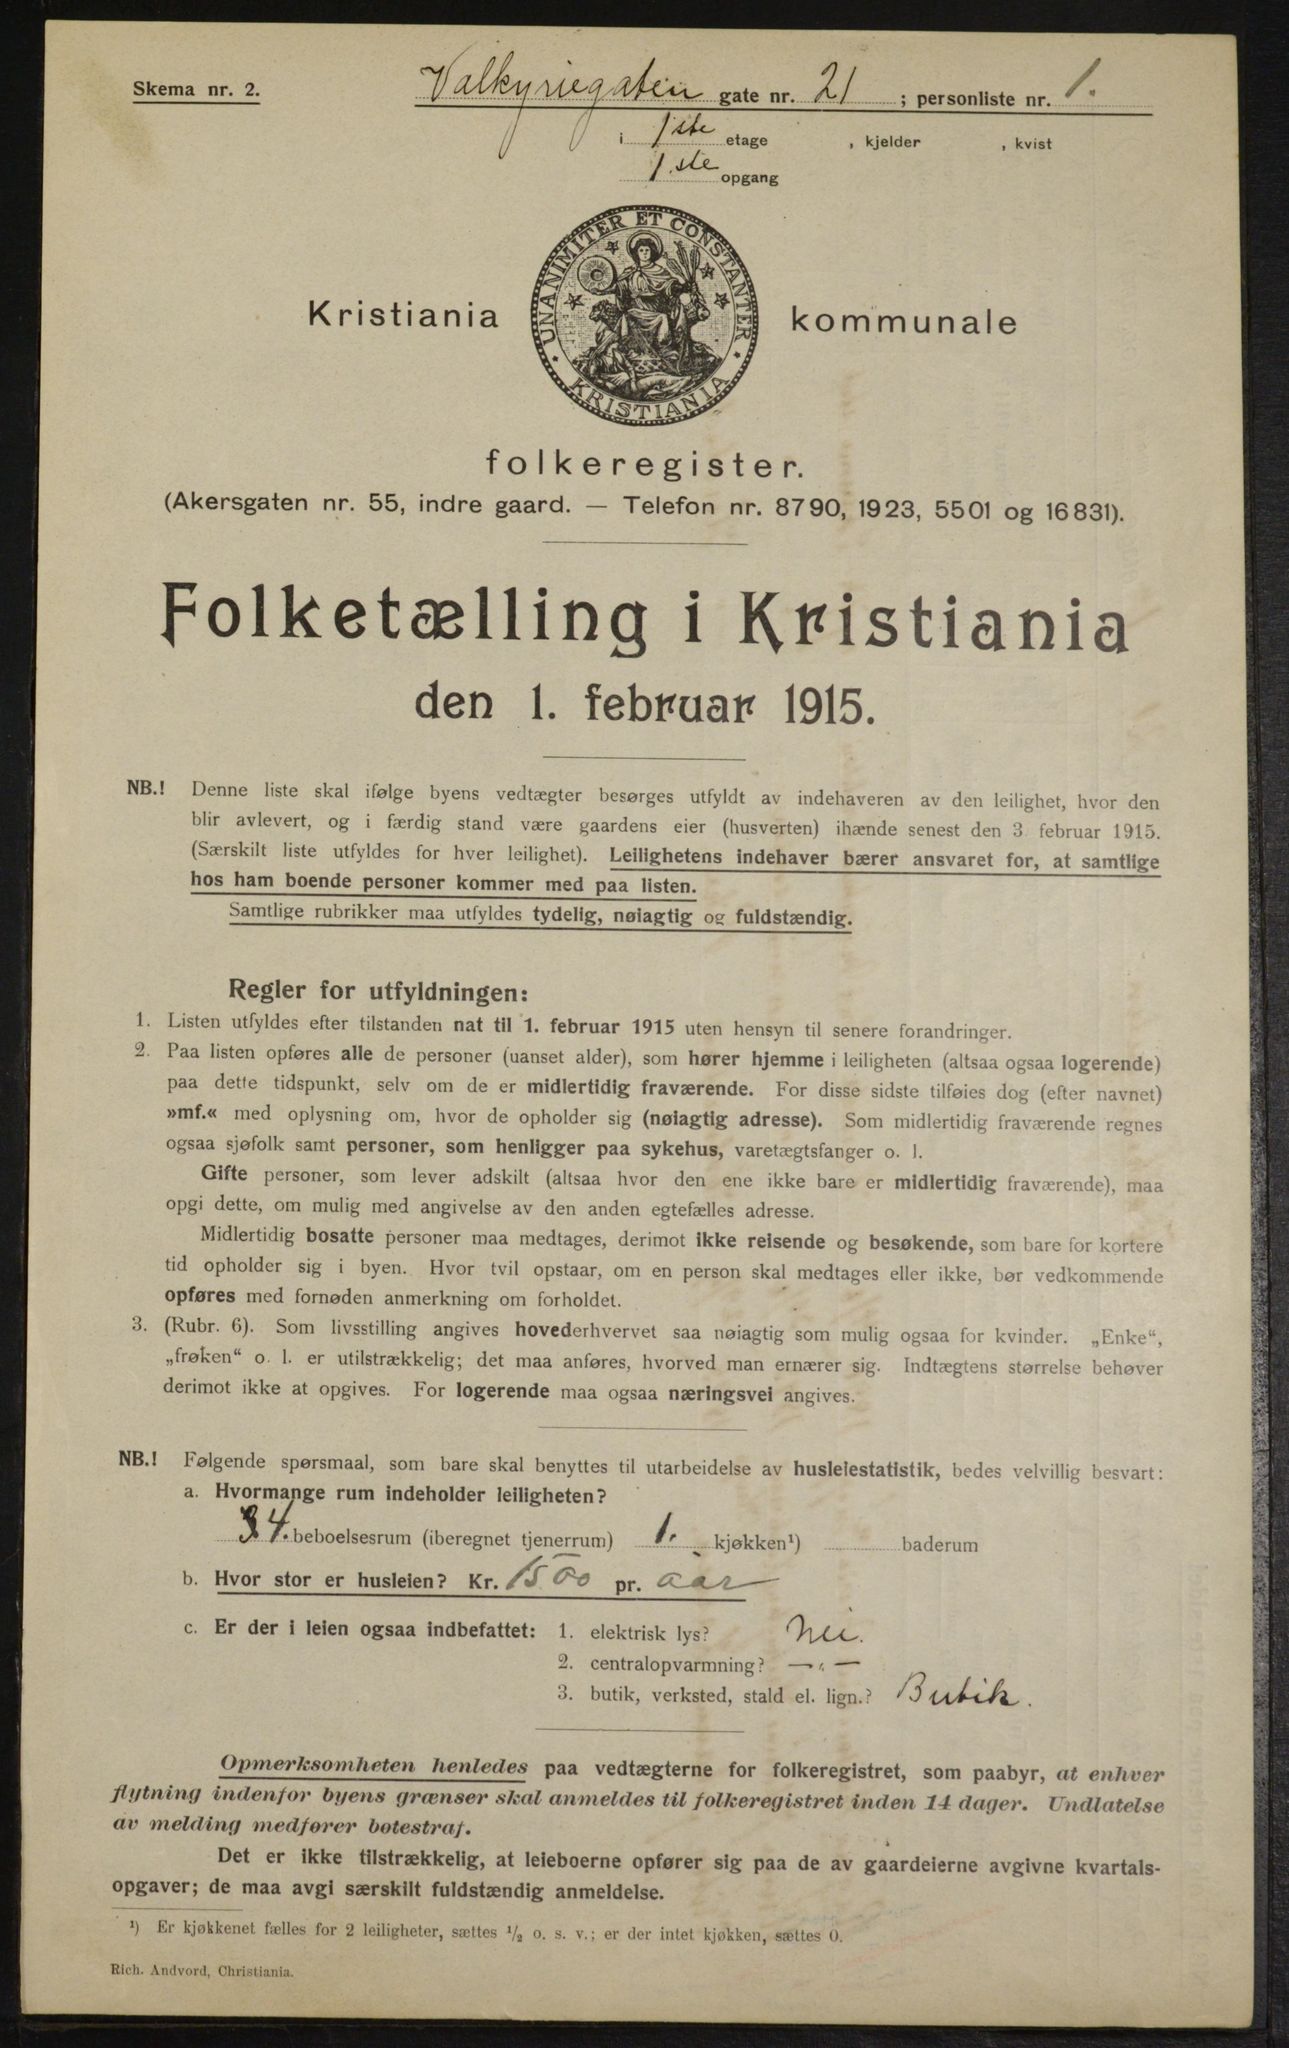 Skema nr. 2.
Valkyriegaten gate nr. 21 ; personliste nr. 1.
i 1ste etage , kjelder , kvist
1.ste opgang
UNANIMITER ET CONSTANTER
KRISTIANIA
Kristiania kommunale
folkeregister.
(Akersgaten nr. 55, indre gaard. — Telefon nr. 8790, 1923, 5501 og 16831).
Folketælling i Kristiania
den 1. februar 1915.
NB.! Denne liste skal ifølge byens vedtægter besørges utfyldt av indehaveren av den leilighet, hvor den
blir avlevert, og i færdig stand være gaardens eier (husverten) ihænde senest den 3 februar 1915.
(Særskilt liste utfyldes for hver leilighet). Leilighetens indehaver bærer ansvaret for, at samtlige
hos ham boende personer kommer med paa listen.
Samtlige rubrikker maa utfyldes tydelig, nøiagtig og fuldstændig.
Regler for utfyldningen:
1. Listen utfyldes efter tilstanden nat til 1. februar 1915 uten hensyn til senere forandringer.
2. Paa listen opføres alle de personer (uanset alder), som hører hjemme i leiligheten (altsaa ogsaa logerende)
paa dette tidspunkt, selv om de er midlertidig fraværende. For disse sidste tilføies dog (efter navnet)
»mf.« med oplysning om, hvor de opholder sig (nøiagtig adresse). Som midlertidig fraværende regnes
ogsaa sjøfolk samt personer, som henligger paa sykehus, varetægtsfanger o. l.
Gifte personer, som lever adskilt (altsaa hvor den ene ikke bare er midlertidig fraværende), maa
opgi dette, om mulig med angivelse av den anden egtefælles adresse.
Midlertidig bosatte personer maa medtages, derimot ikke reisende og besøkende, som bare for kortere
tid opholder sig i byen. Hvor tvil opstaar, om en person skal medtages eller ikke, bør vedkommende
opføres med fornøden anmerkning om forholdet.
3. (Rubr. 6). Som livsstilling angives hovederhvervet saa nøiagtig som mulig ogsaa for kvinder. „Enke“,
„frøken“ o. l. er utilstrækkelig; det maa anføres, hvorved man ernærer sig. Indtægtens størrelse behøver
derimot ikke at opgives. For logerende maa ogsaa næringsvei angives.
NB.! Følgende spørsmaal, som bare skal benyttes til utarbeidelse av husleiestatistik, bedes velvillig besvart:
a. Hvormange rum indeholder leiligheten?
3 4. beboelsesrum (iberegnet tjenerrum) 1. kjøkken¹) baderum
b. Hvor stor er husleien? Kr. 1500 pr. aar
c. Er der i leien ogsaa indbefattet: 1. elektrisk lys? Nei.
2. centralopvarmning? —"—
3. butik, verksted, stald el. lign.? Butik.
Opmerksomheten henledes paa vedtægterne for folkeregistret, som paabyr, at enhver
flytning indenfor byens grænser skal anmeldes til folkeregistret inden 14 dager. Undlatelse
av melding medfører bøtestraf.
Det er ikke tilstrækkelig, at leieboerne opfører sig paa de av gaardeierne avgivne kvartals-
opgaver; de maa avgi særskilt fuldstændig anmeldelse.
¹) Er kjøkkenet fælles for 2 leiligheter, sættes ½ o. s. v.; er der intet kjøkken, sættes 0.
Rich. Andvord, Christiania.